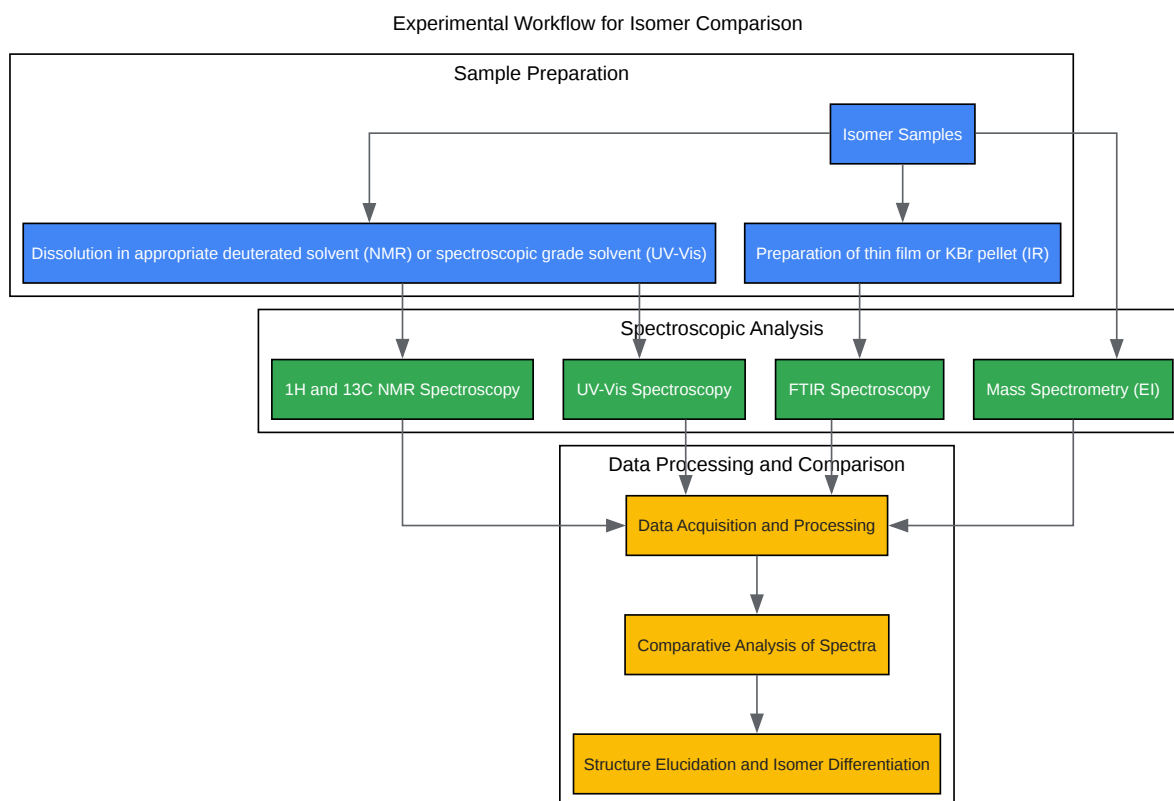 Experimental Workflow for Isomer Comparison
Sample Preparation
Isomer Samples
Dissolution in appropriate deuterated solvent (NMR) or spectroscopic grade solvent (UV-Vis)
Preparation of thin film or KBr pellet (IR)
Spectroscopic Analysis
1H and 13C NMR Spectroscopy
UV-Vis Spectroscopy
FTIR Spectroscopy
Mass Spectrometry (EI)
Data Processing and Comparison
Data Acquisition and Processing
Comparative Analysis of Spectra
Structure Elucidation and Isomer Differentiation